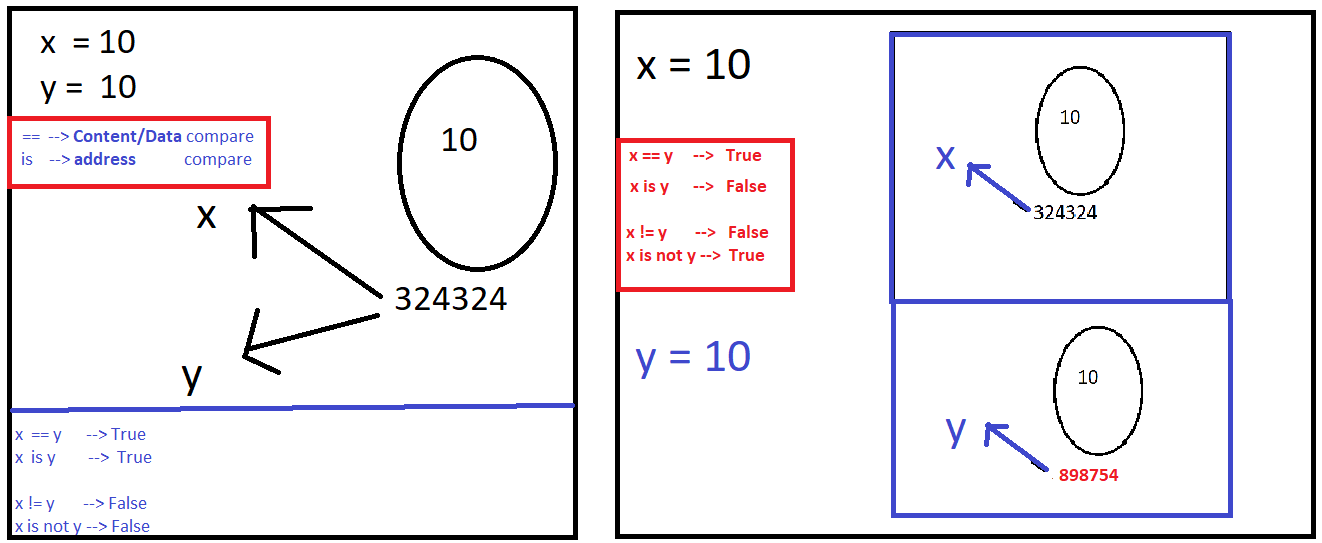 x = 10
y = 10
== --> Content/Data compare
is --> address compare
10
x
324324
y
x == y --> True
x is y --> True
x != y --> False
x is not y --> False
x = 10
x == y --> True
x is y --> False
x != y --> False
x is not y --> True
y = 10
10
x
324324
10
y
898754